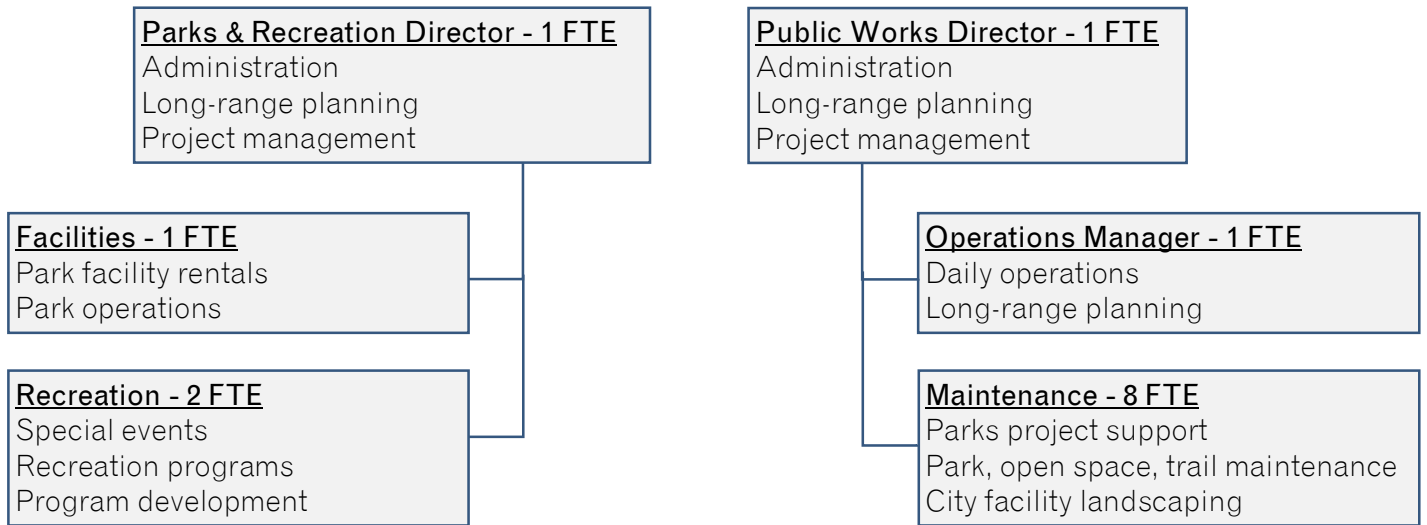 Parks & Recreation Director - 1 FTE
Administration
Long-range planning
Project management
Public Works Director - 1 FTE
Administration
Long-range planning
Project management
Facilities - 1 FTE
Park facility rentals
Park operations
Operations Manager - 1 FTE
Daily operations
Long-range planning
Recreation - 2 FTE
Special events
Recreation programs
Program development
Maintenance - 8 FTE
Parks project support
Park, open space, trail maintenance
City facility landscaping